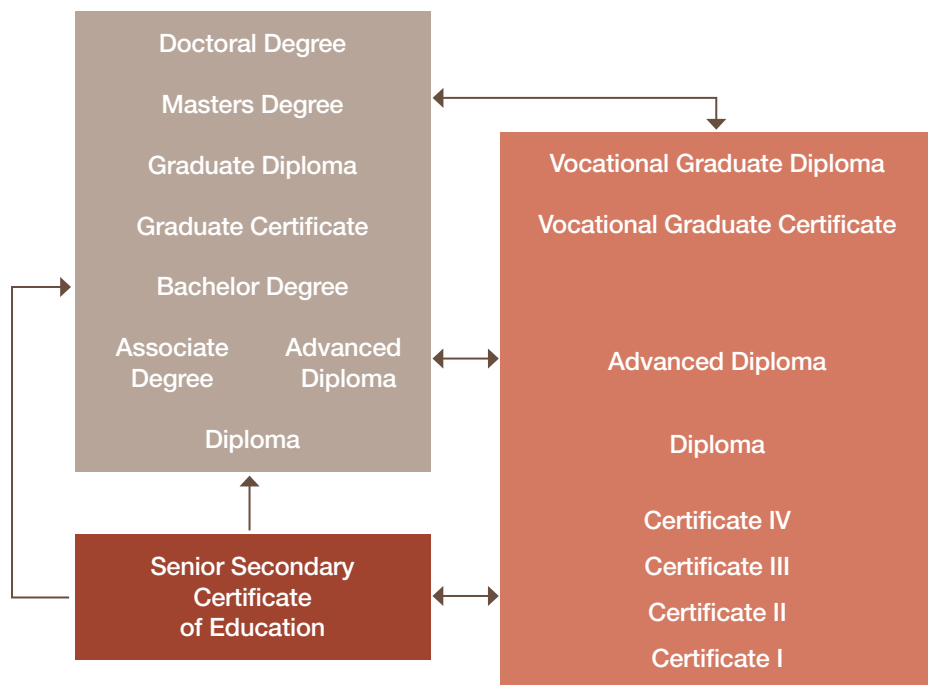 Doctoral Degree
Masters Degree
Graduate Diploma
Graduate Certificate
Bachelor Degree
Associate
Degree
Advanced
Diploma
Diploma
Senior Secondary
Certificate
of Education
Vocational Graduate Diploma
Vocational Graduate Certificate
Advanced Diploma
Diploma
Certificate IV
Certificate III
Certificate II
Certificate I